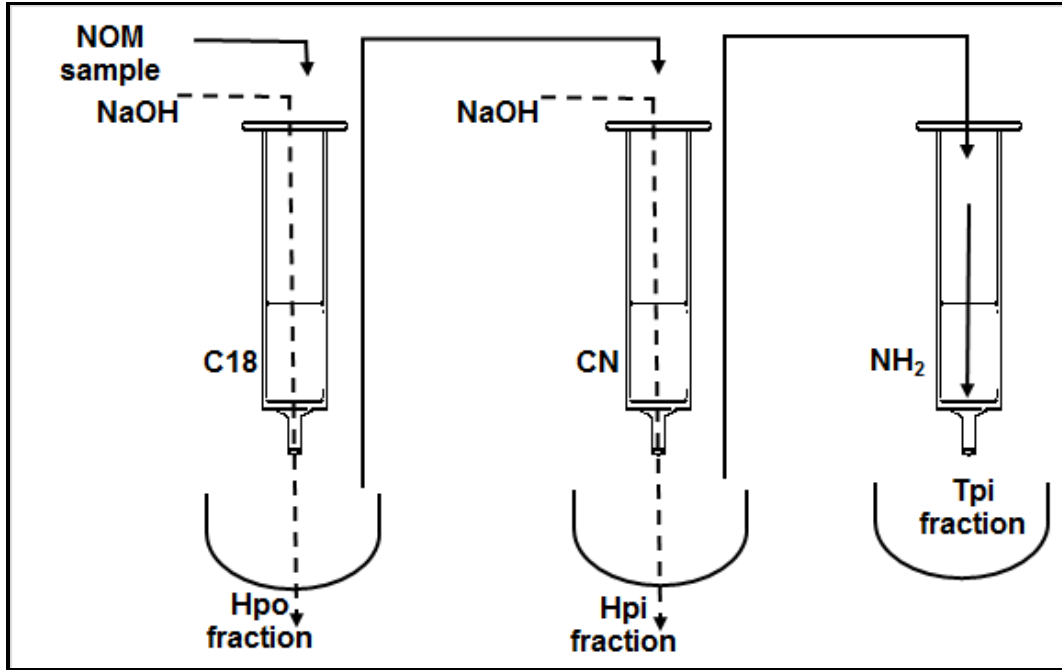 NOM
sample
NaOH
NaOH
C18
CN
NH₂
Hpo
fraction
Hpi
fraction
Tpi
fraction